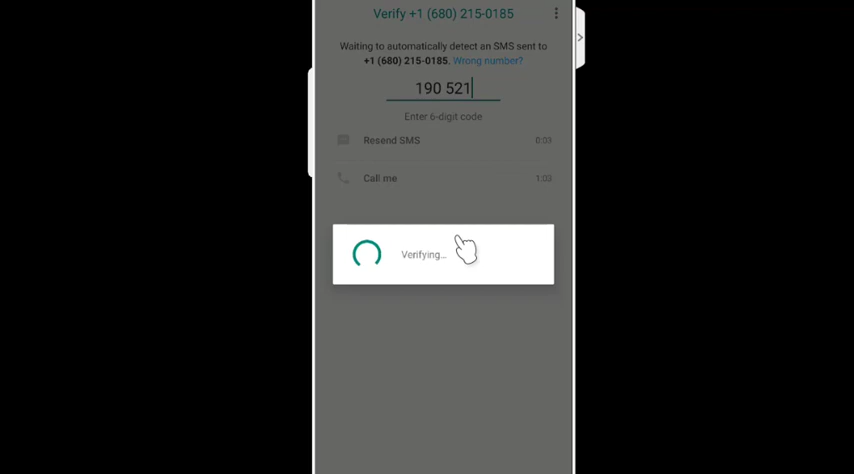 Verify +1 (680) 215-0185
Waiting to automatically detect an SMS sent to
+1 (680) 215-0185. Wrong number?
190 521
Enter 6-digit code
Resend SMS 0:03
Call me 1:03
Verifying...